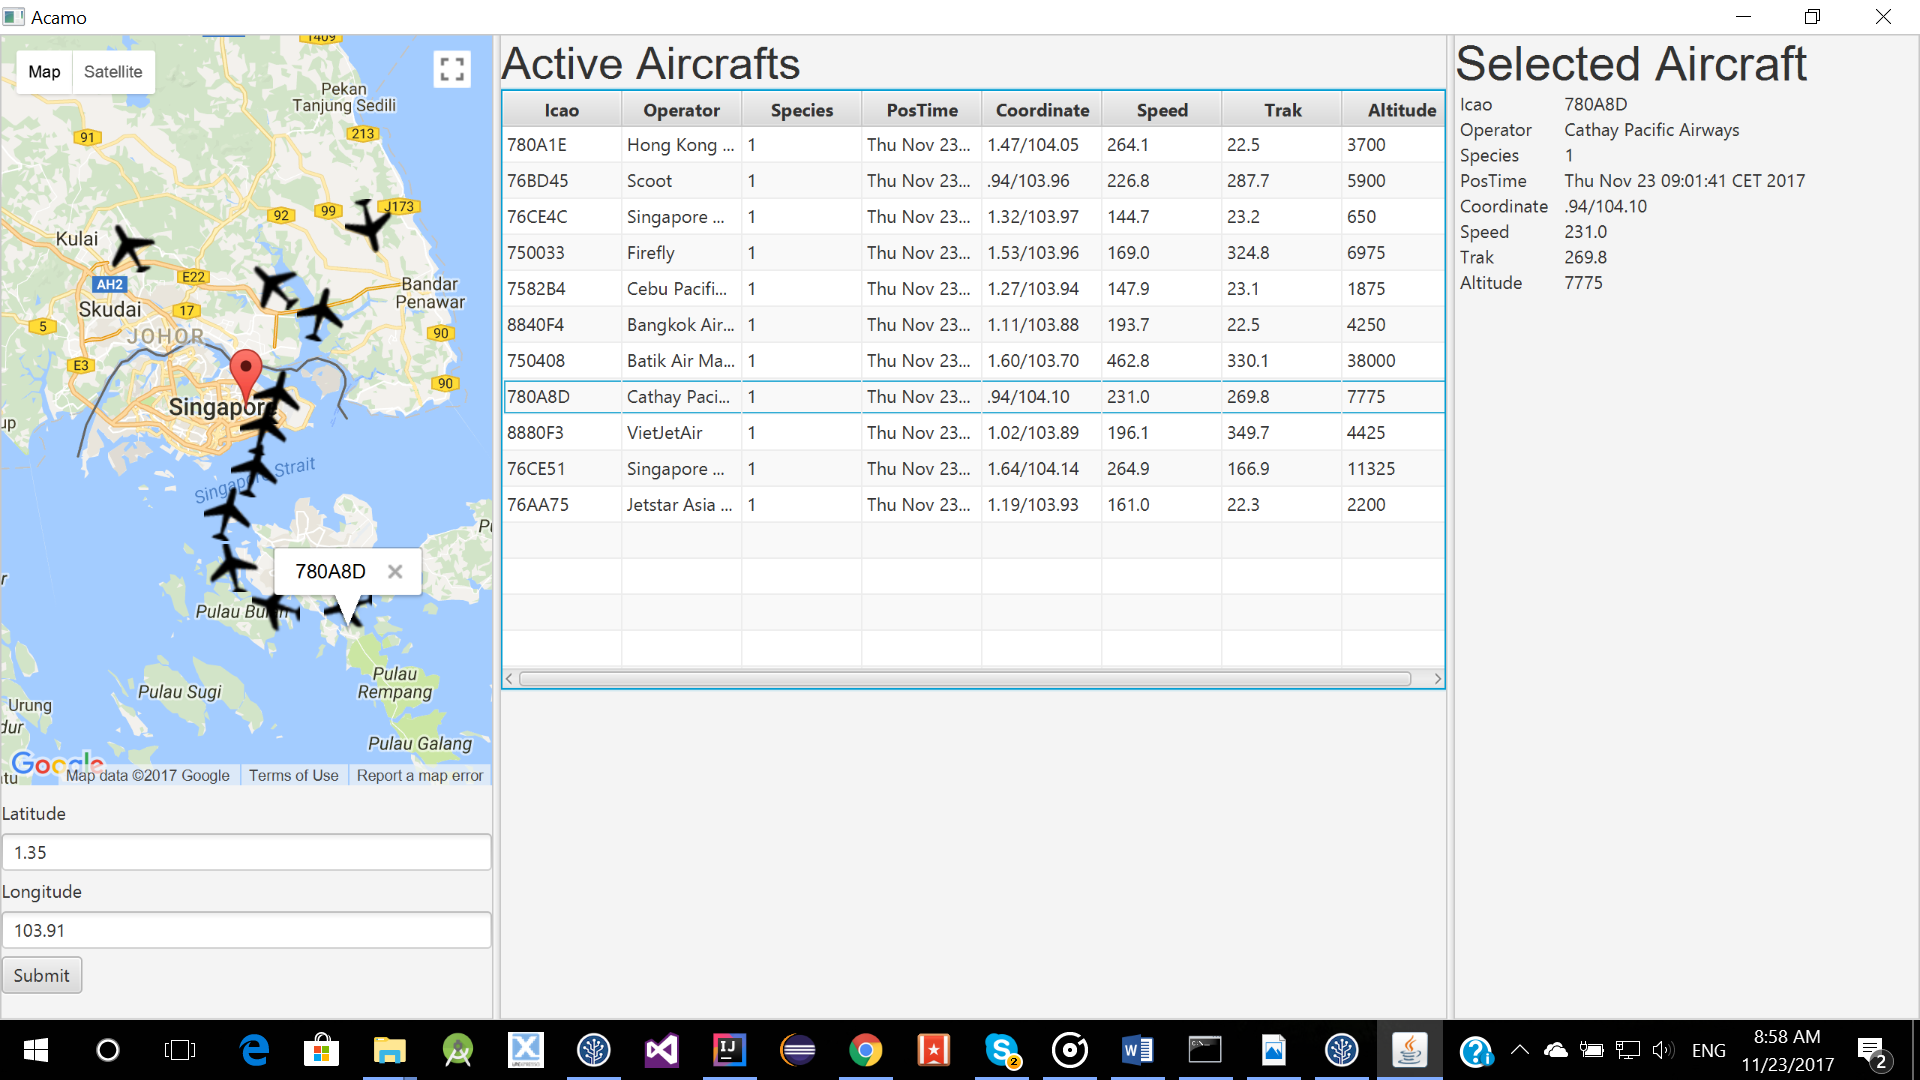 Acamo
Map
Satellite
1409
Pekan
Tanjung Sedili
213
91
92
99
J173
Kulai
E22
AH2
Skudai
17
Bandar
Penawar
5
JOHOR
90
E3
90
Singapore
up
Singapore Strait
780A8D
Pulau Bulan
Pulau
Rempang
Pulau Sugi
Urung
dur
Pulau Galang
Google
Map data ©2017 Google
Terms of Use
Report a map error
Latitude
1.35
Longitude
103.91
Submit
Active Aircrafts
Icao Operator Species PosTime Coordinate Speed Trak Altitude
780A1E Hong Kong ... 1 Thu Nov 23... 1.47/104.05 264.1 22.5 3700
76BD45 Scoot 1 Thu Nov 23... .94/103.96 226.8 287.7 5900
76CE4C Singapore ... 1 Thu Nov 23... 1.32/103.97 144.7 23.2 650
750033 Firefly 1 Thu Nov 23... 1.53/103.96 169.0 324.8 6975
7582B4 Cebu Pacifi... 1 Thu Nov 23... 1.27/103.94 147.9 23.1 1875
8840F4 Bangkok Air... 1 Thu Nov 23... 1.11/103.88 193.7 22.5 4250
750408 Batik Air Ma... 1 Thu Nov 23... 1.60/103.70 462.8 330.1 38000
780A8D Cathay Paci... 1 Thu Nov 23... .94/104.10 231.0 269.8 7775
8880F3 VietJetAir 1 Thu Nov 23... 1.02/103.89 196.1 349.7 4425
76CE51 Singapore ... 1 Thu Nov 23... 1.64/104.14 264.9 166.9 11325
76AA75 Jetstar Asia ... 1 Thu Nov 23... 1.19/103.93 161.0 22.3 2200
Selected Aircraft
Icao 780A8D
Operator Cathay Pacific Airways
Species 1
PosTime Thu Nov 23 09:01:41 CET 2017
Coordinate .94/104.10
Speed 231.0
Trak 269.8
Altitude 7775
2
ENG
8:58 AM
11/23/2017
2